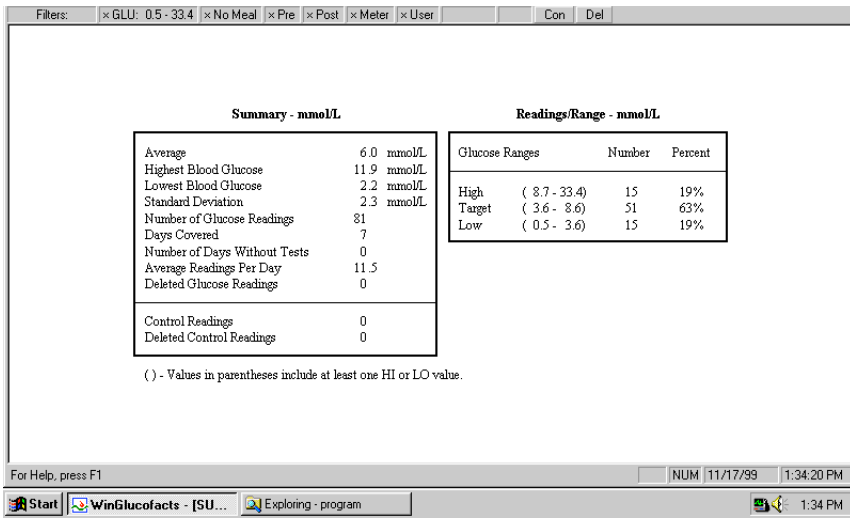 Filters: × GLU: 0.5 - 33.4 × No Meal × Pre × Post × Meter × User Con Del
Summary - mmol/L
Average 6.0 mmol/L
Highest Blood Glucose 11.9 mmol/L
Lowest Blood Glucose 2.2 mmol/L
Standard Deviation 2.3 mmol/L
Number of Glucose Readings 81
Days Covered 7
Number of Days Without Tests 0
Average Readings Per Day 11.5
Deleted Glucose Readings 0
Control Readings 0
Deleted Control Readings 0
Readings/Range - mmol/L
Glucose Ranges Number Percent
High ( 8.7 - 33.4) 15 19%
Target ( 3.6 - 8.6) 51 63%
Low ( 0.5 - 3.6) 15 19%
( ) - Values in parentheses include at least one HI or LO value.
For Help, press F1 NUM 11/17/99 1:34:20 PM
Start WinGlucofacts - [SU... Exploring - program 1:34 PM